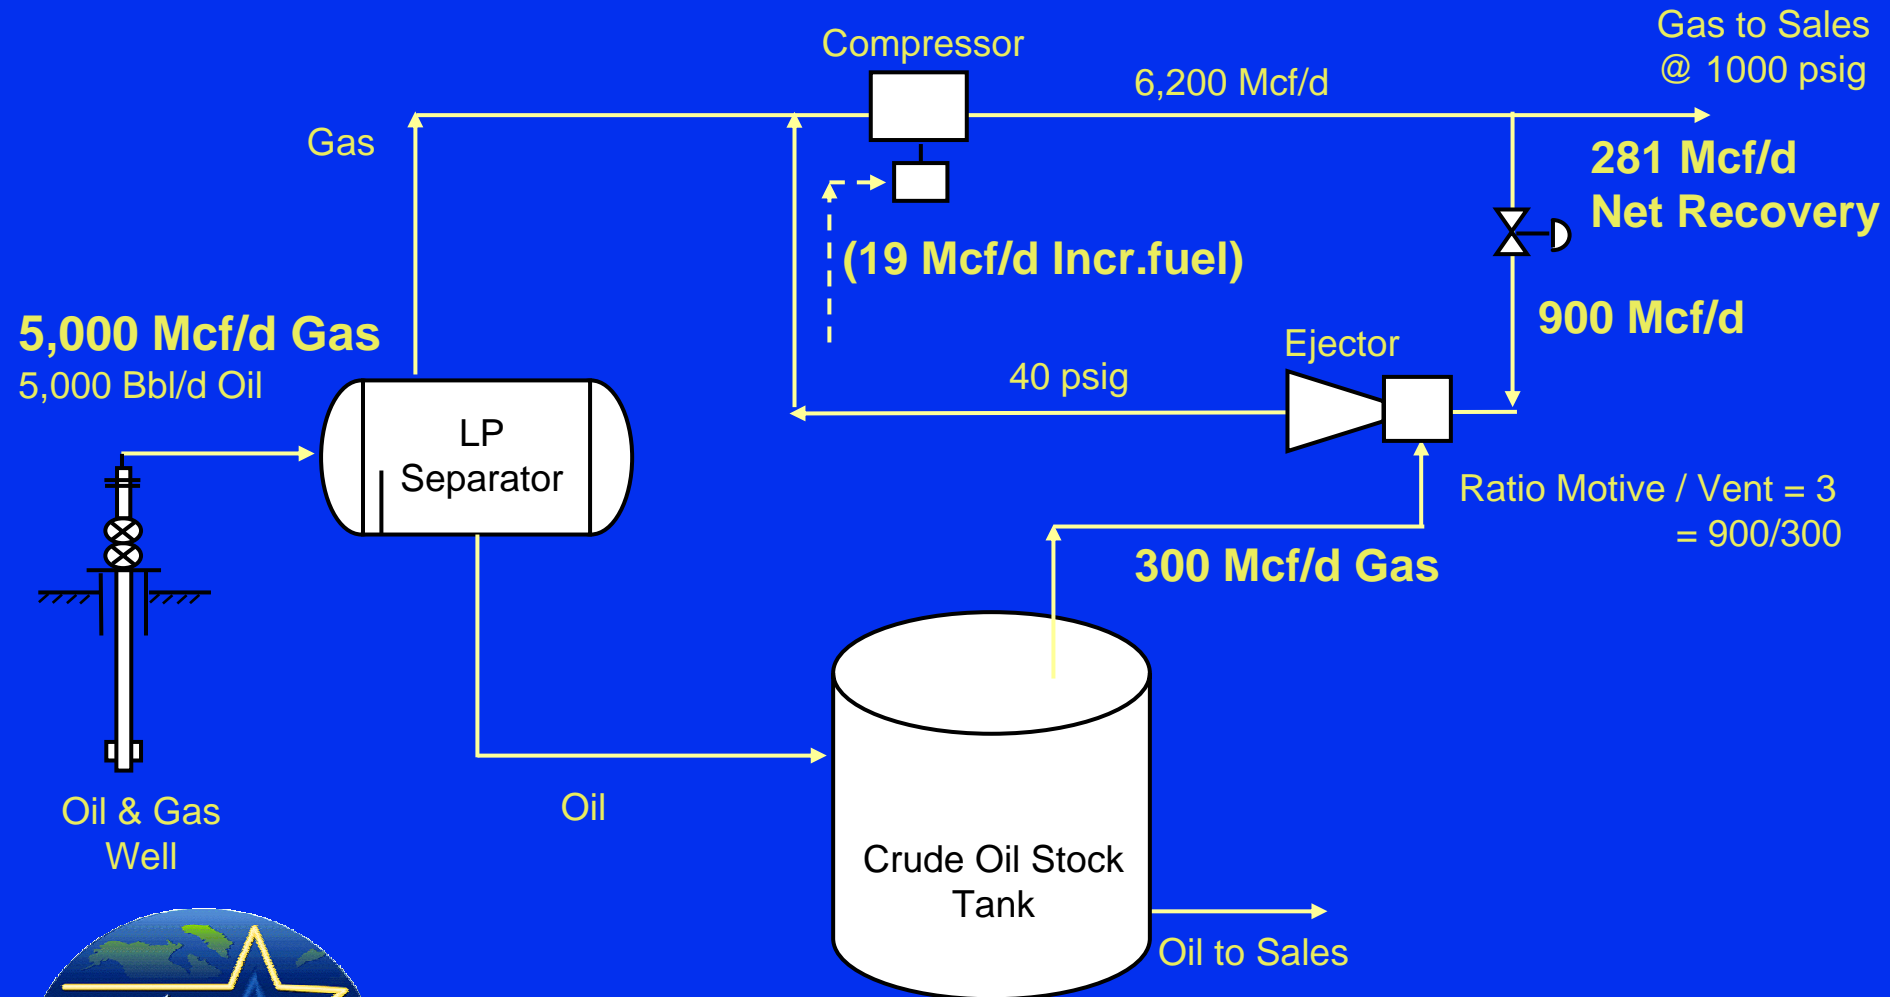 Gas to Sales
@ 1000 psig
Compressor
6,200 Mcf/d
Gas
281 Mcf/d
Net Recovery
(19 Mcf/d Incr.fuel)
5,000 Mcf/d Gas
5,000 Bbl/d Oil
900 Mcf/d
Ejector
40 psig
LP
Separator
Ratio Motive / Vent = 3
= 900/300
300 Mcf/d Gas
Oil & Gas
Well
Oil
Crude Oil Stock
Tank
Oil to Sales